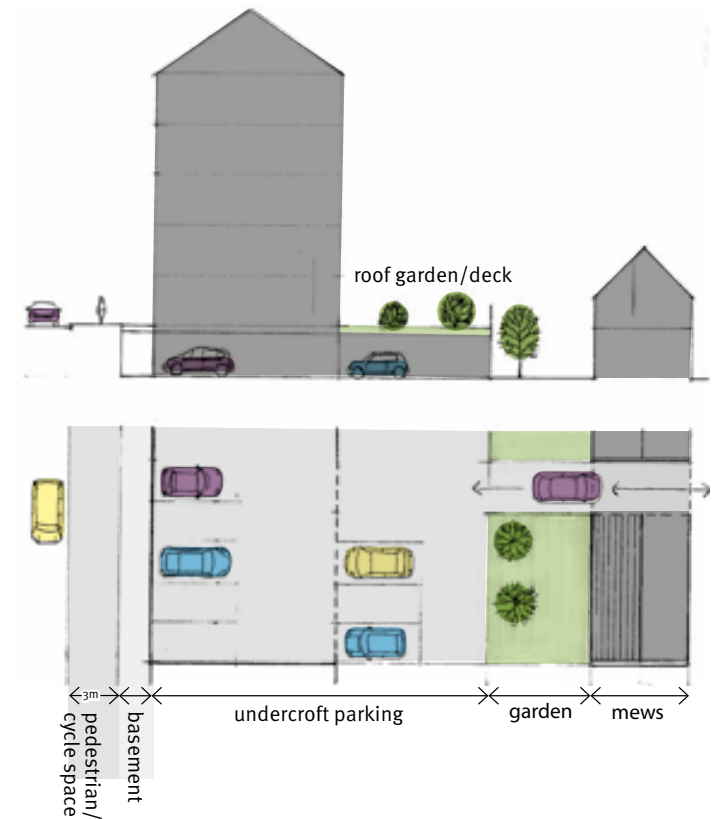 roof garden/deck
3m
pedestrian/
cycle space
basement
undercroft parking
garden
mews